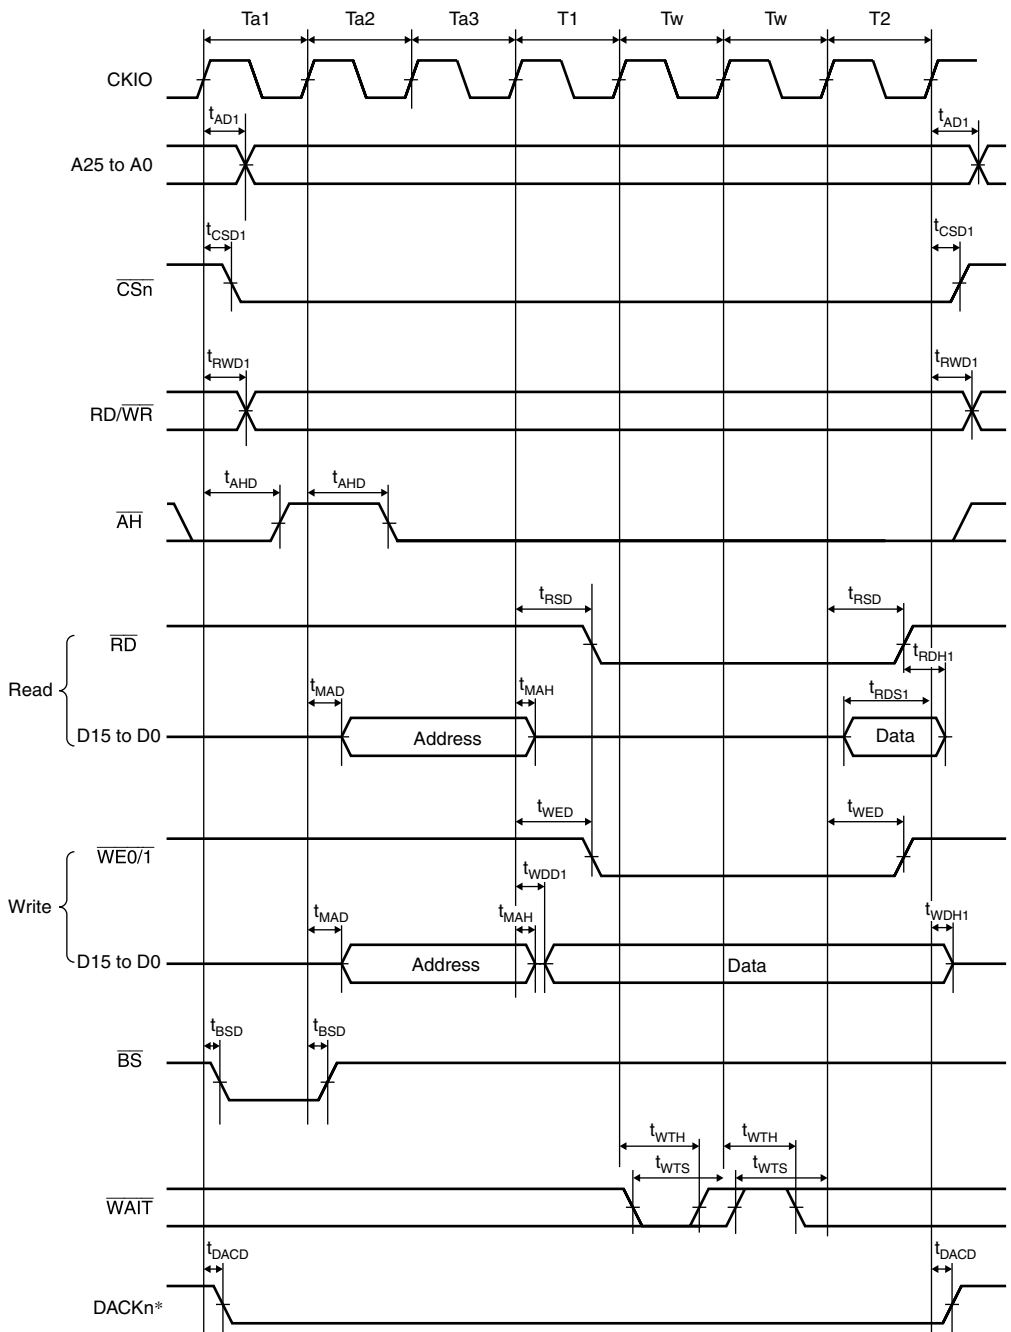 Ta1 Ta2 Ta3 T1 Tw Tw T2
CKIO
tAD1 tAD1
A25 to A0
tCSD1 tCSD1
CSn
tRWD1 tRWD1
RD/WR
tAHD tAHD
AH
tRSD tRSD
RD
tRDH1
Read
tMAD tMAH tRDS1
D15 to D0 Address Data
tWED tWED
WE0/1
tWDD1
Write
tMAD tMAH tWDH1
D15 to D0 Address Data
tBSD tBSD
BS
tWTH tWTH
tWTS tWTS
WAIT
tDACD tDACD
DACKn*